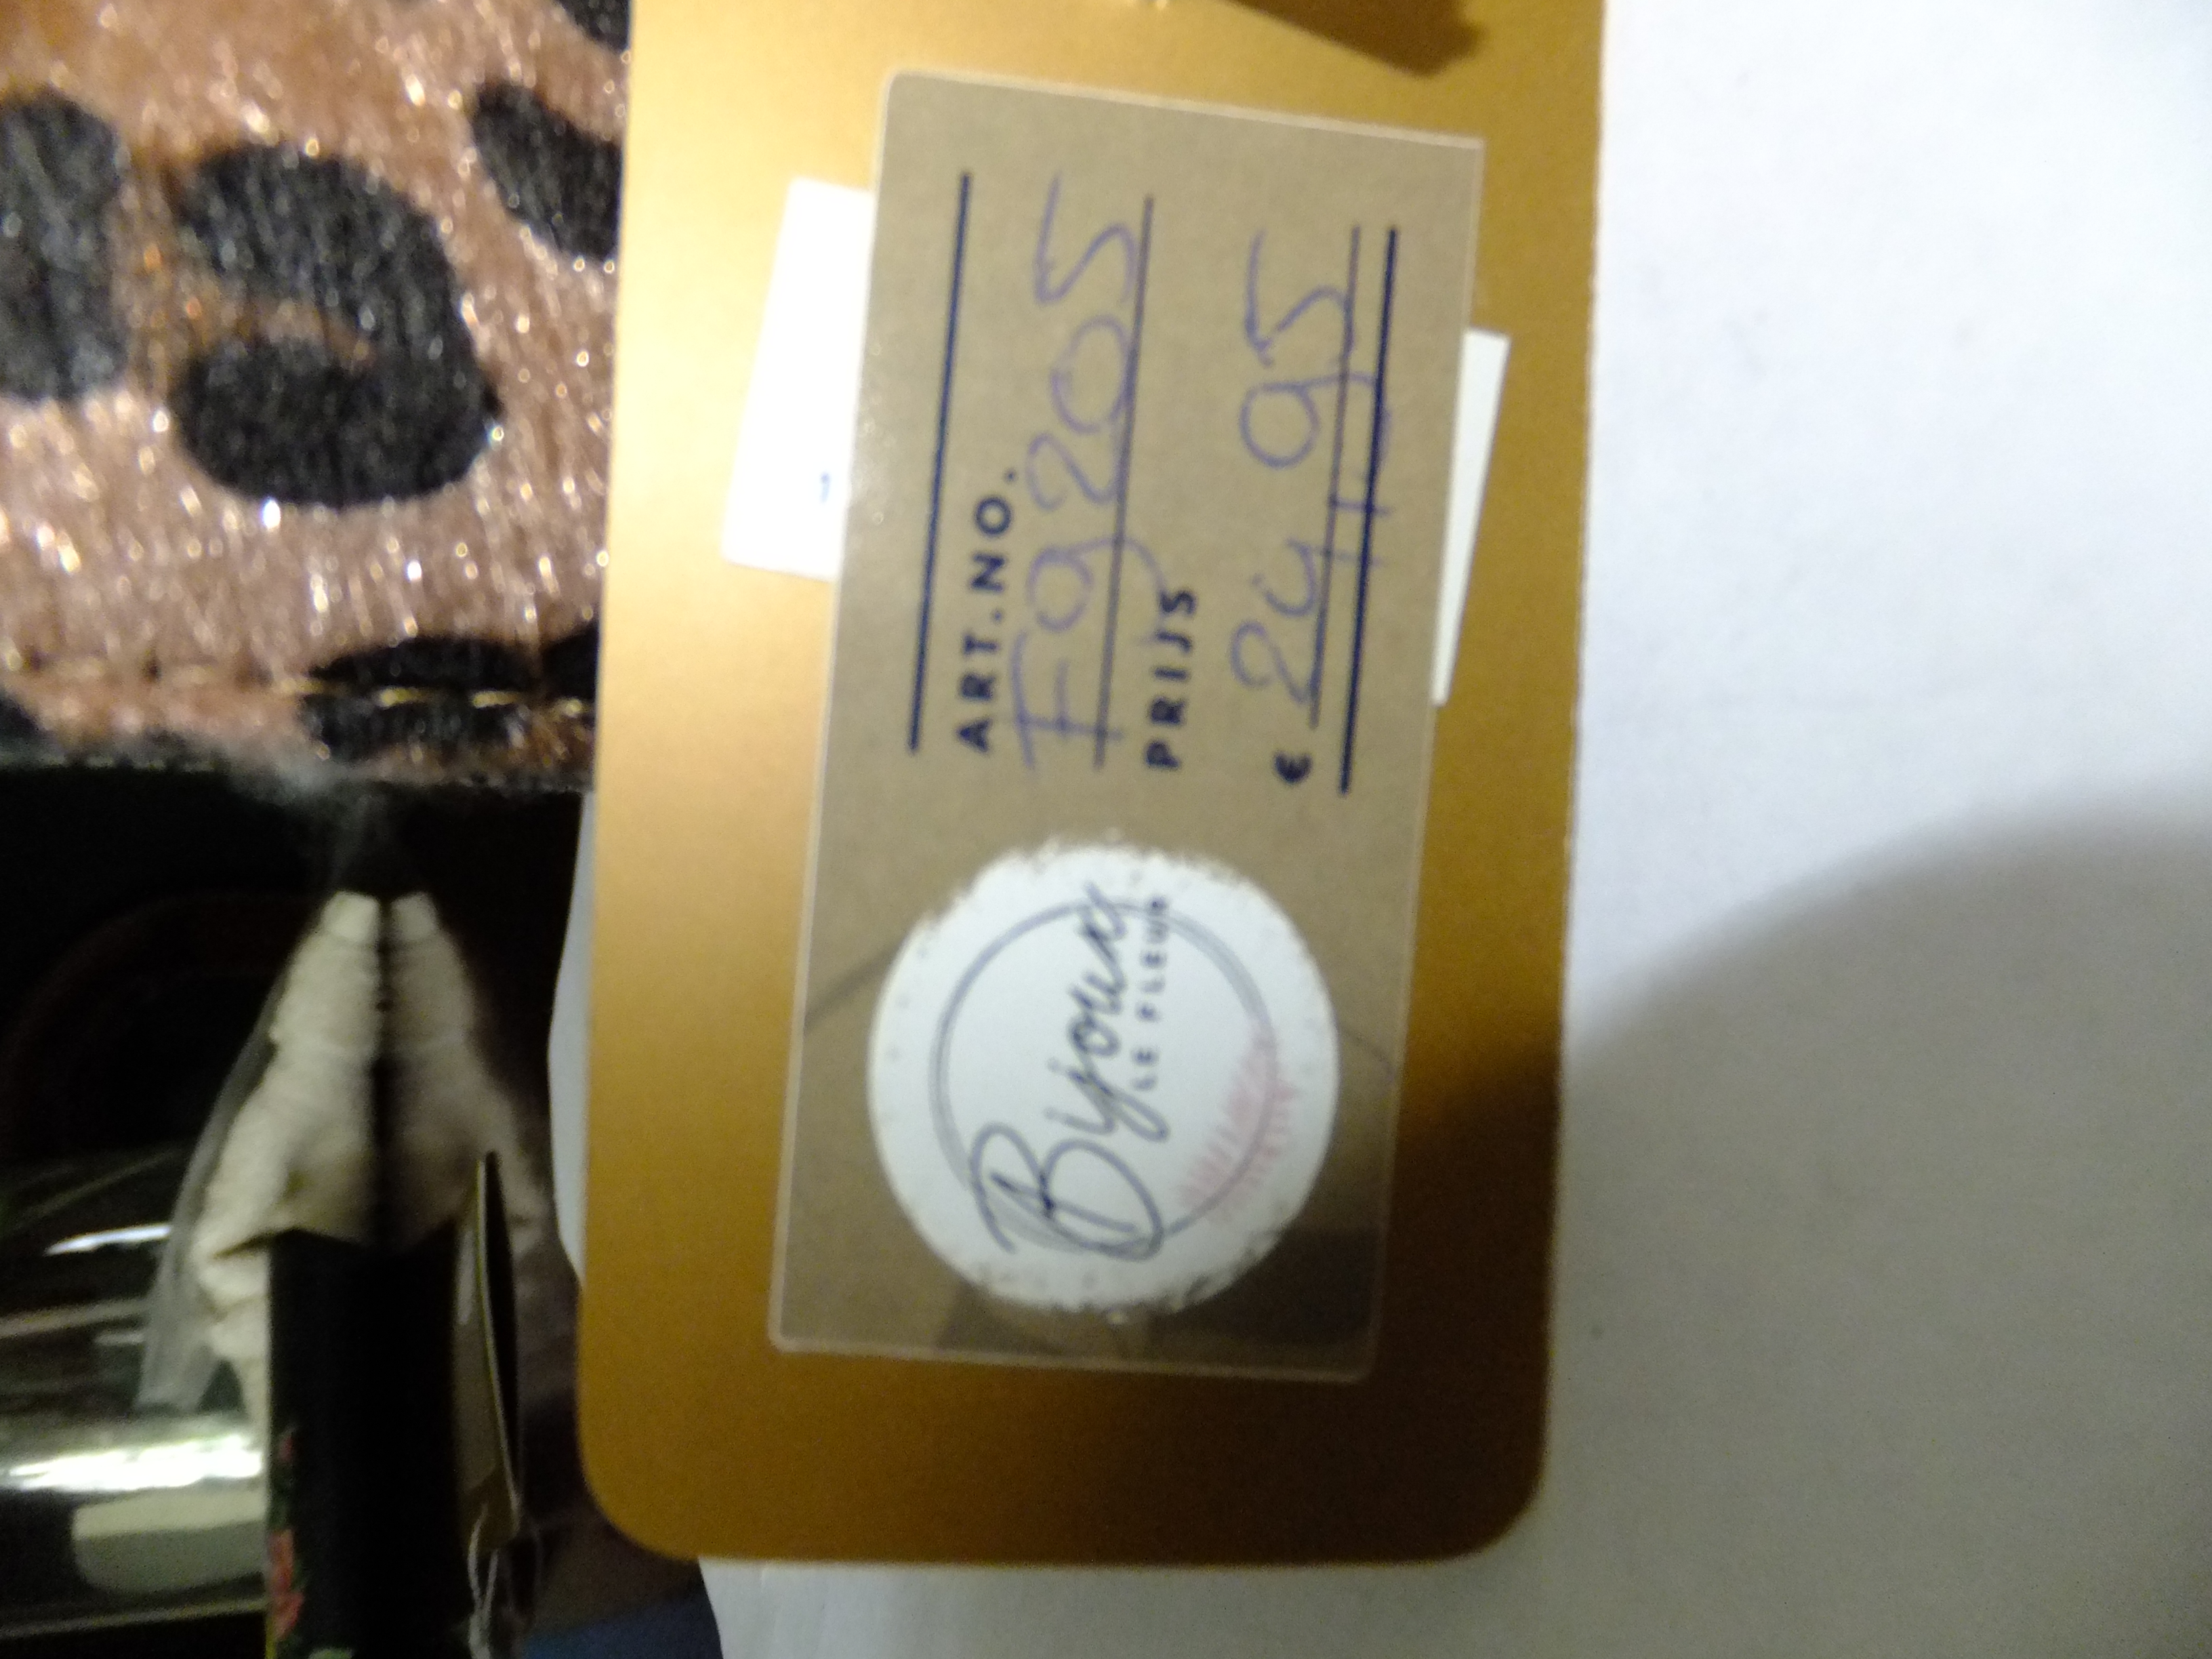 Bijoux
LE FLEUR
ART.NO.
F9205
PRIJS
€ 24,95